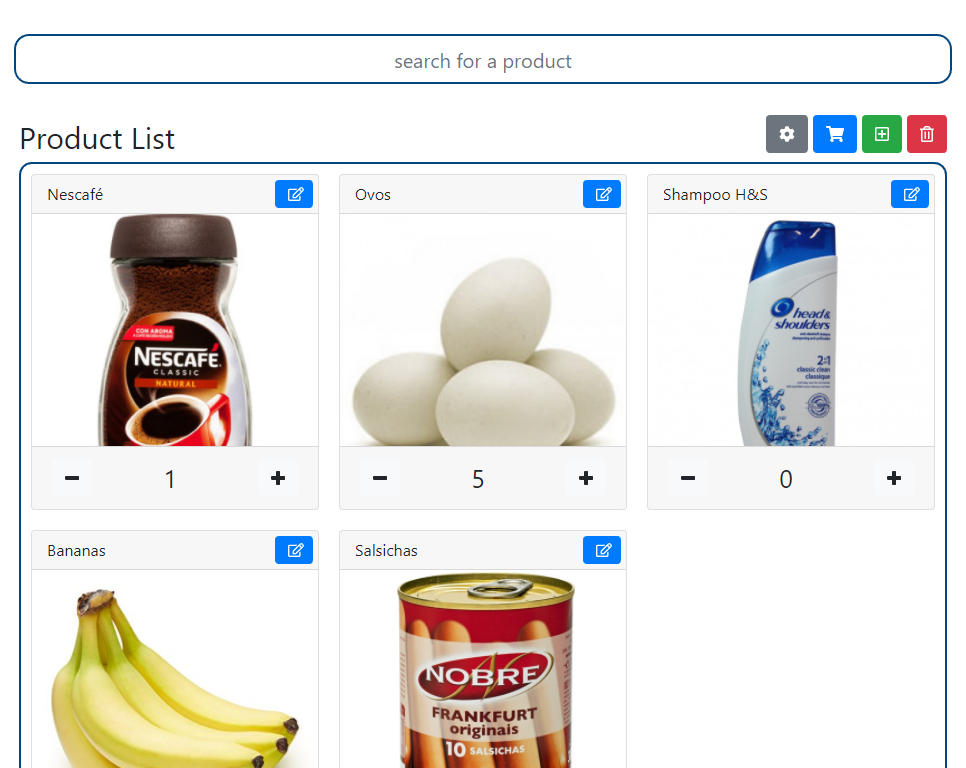 search for a product
Product List
Nescafé
Ovos
Shampoo H&S
CON AROMA
NESCAFÉ.
CLASSIC
NATURAL
head&
shoulders
2in1
classic clean
classique
1
5
0
Bananas
Salsichas
NOBRE
FRANKFURT
originais
10 SALSICHAS